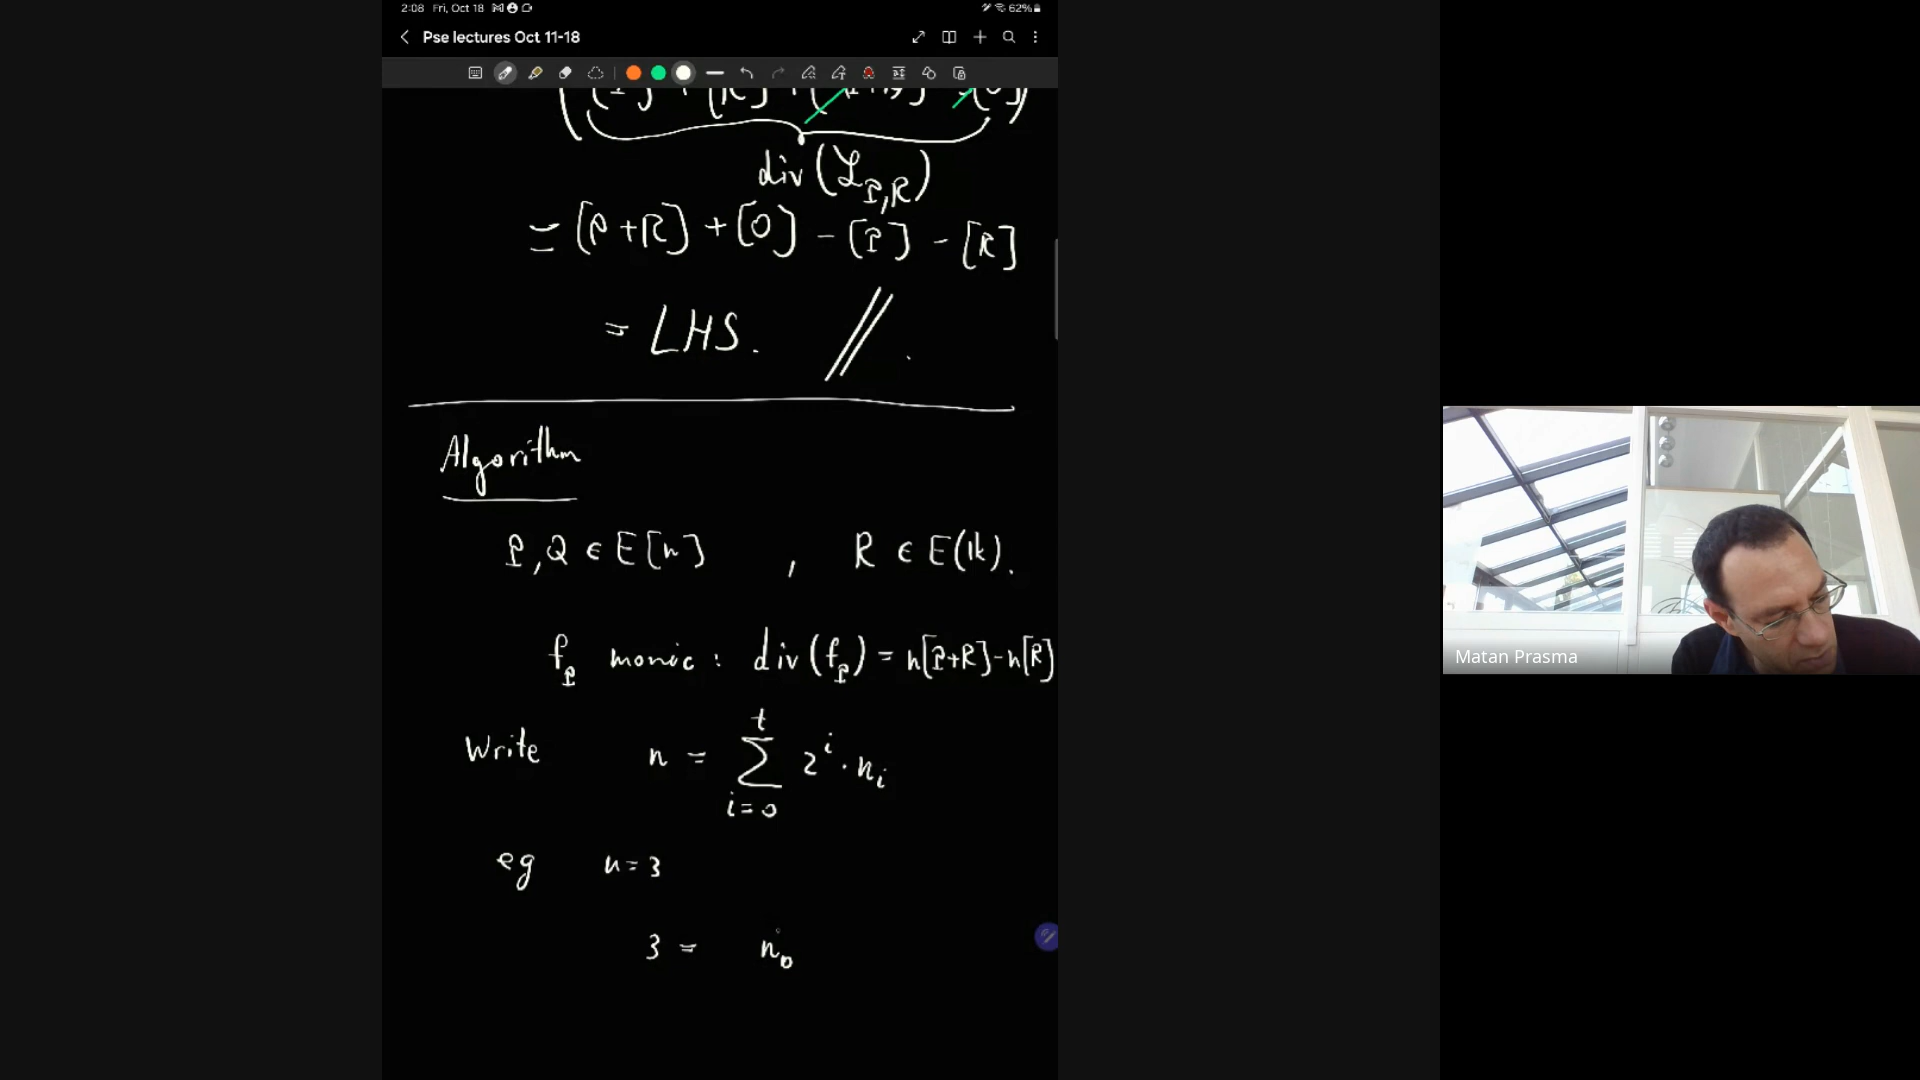 2:08 Fri, Oct 18
62%
Pse lectures Oct 11-18
div(ℒ_{P,R})
= [P+R] + [0] - [P] - [R]
= LHS. //
Algorithm
P, Q ∈ E[n] , R ∈ E(𝕜).
f_P monic : div(f_P) = n[P+R]-n[R]
Write n = ∑_{i=0}^{t} 2^i · n_i
eg n=3
3 = n_0
Matan Prasma